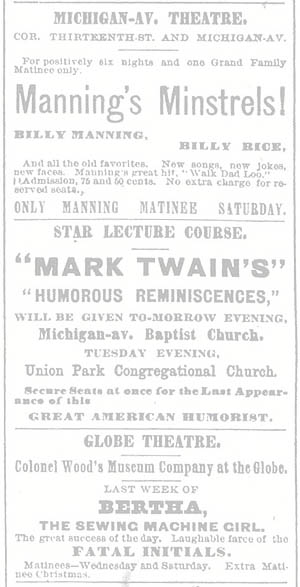 MICHIGAN-AV. THEATRE.
COR. THIRTEENTH-ST. AND MICHIGAN-AV.
For positively six nights and one Grand Family
Matinee only.
Manning's Minstrels!
BILLY MANNING,
BILLY RICE,
And all the old favorites. New songs, new jokes,
new faces. Manning's great hit, "Walk Dad Loo."
Admission, 75 and 50 cents. No extra charge for re-
served seats.
ONLY MANNING MATINEE SATURDAY.
STAR LECTURE COURSE.
"MARK TWAIN'S"
"HUMOROUS REMINISCENCES,"
WILL BE GIVEN TO-MORROW EVENING,
Michigan-av. Baptist Church.
TUESDAY EVENING,
Union Park Congregational Church.
Secure Seats at once for the Last Appear-
ance of this
GREAT AMERICAN HUMORIST.
GLOBE THEATRE.
Colonel Wood's Museum Company at the Globe.
LAST WEEK OF
BERTHA,
THE SEWING MACHINE GIRL.
The great success of the day. Laughable farce of the
FATAL INITIALS.
Matinees—Wednesday and Saturday. Extra Mati-
nee Christmas.